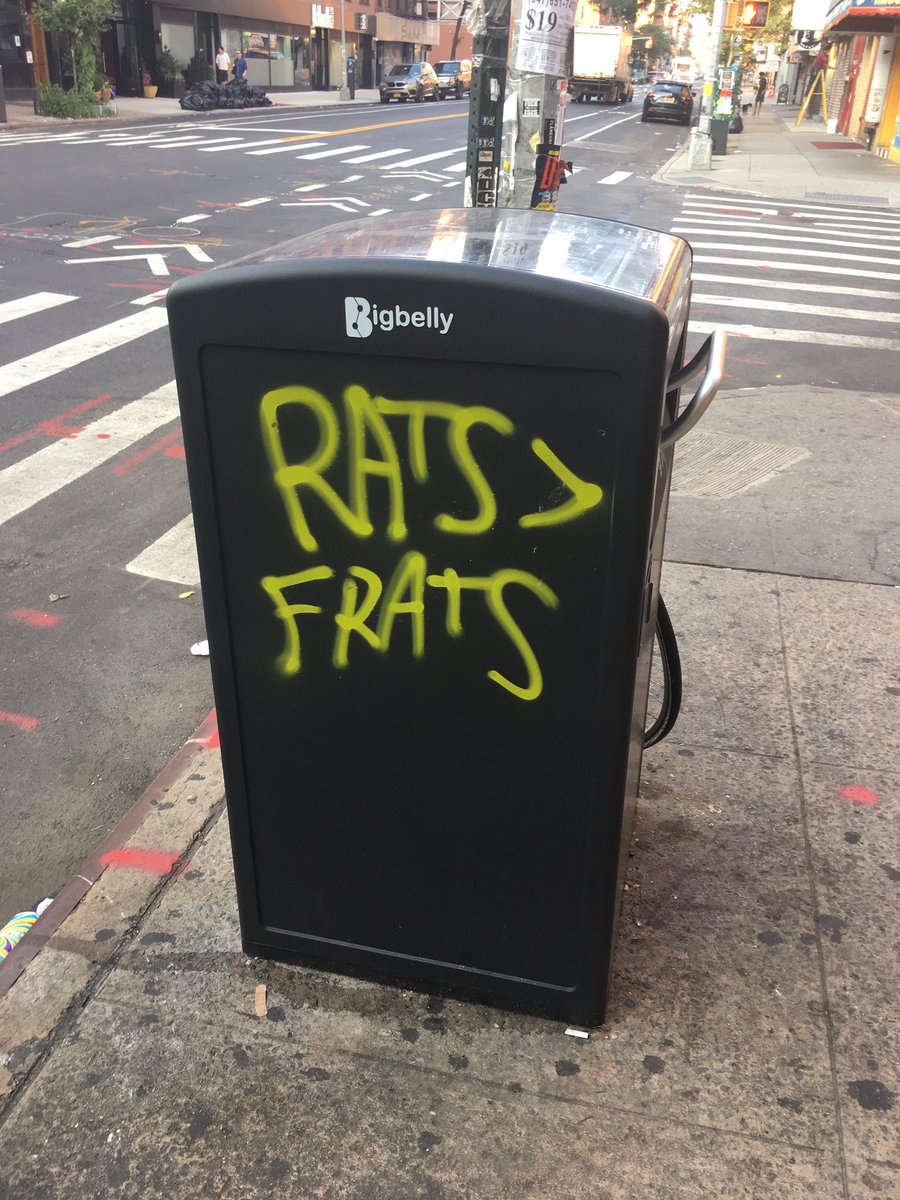 $19
Bigbelly
RATS >
FRATS